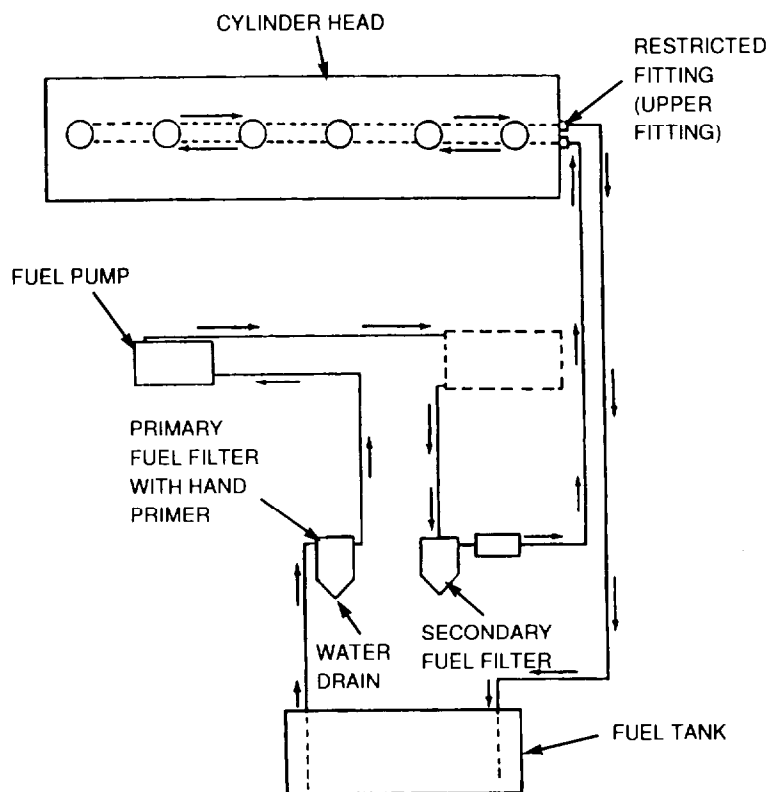 CYLINDER HEAD
RESTRICTED
FITTING
(UPPER
FITTING)
FUEL PUMP
PRIMARY
FUEL FILTER
WITH HAND
PRIMER
WATER
DRAIN
SECONDARY
FUEL FILTER
FUEL TANK